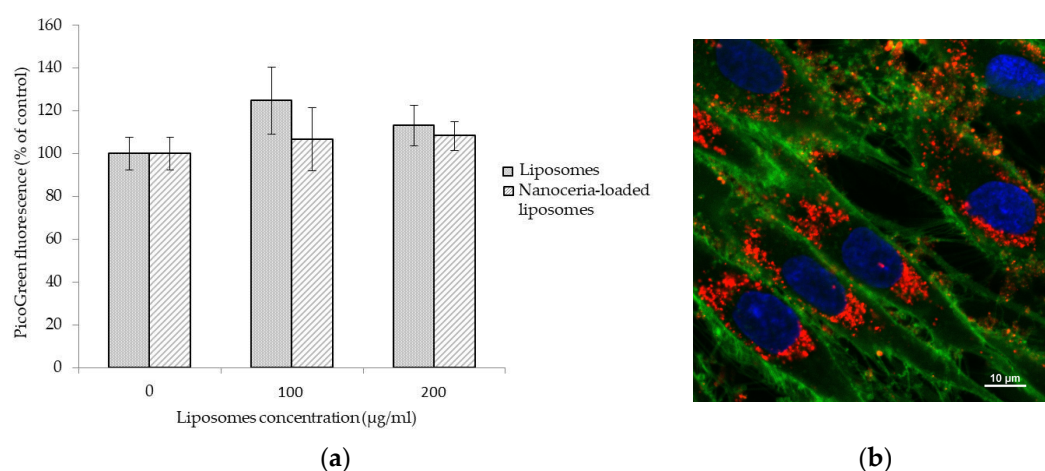 160
140
120
100
80
60
40
20
0
PicoGreen fluorescence (% of control)
0
100
200
Liposomes concentration (µg/ml)
Liposomes
Nanoceria-loaded
liposomes
10 µm
(a)
(b)